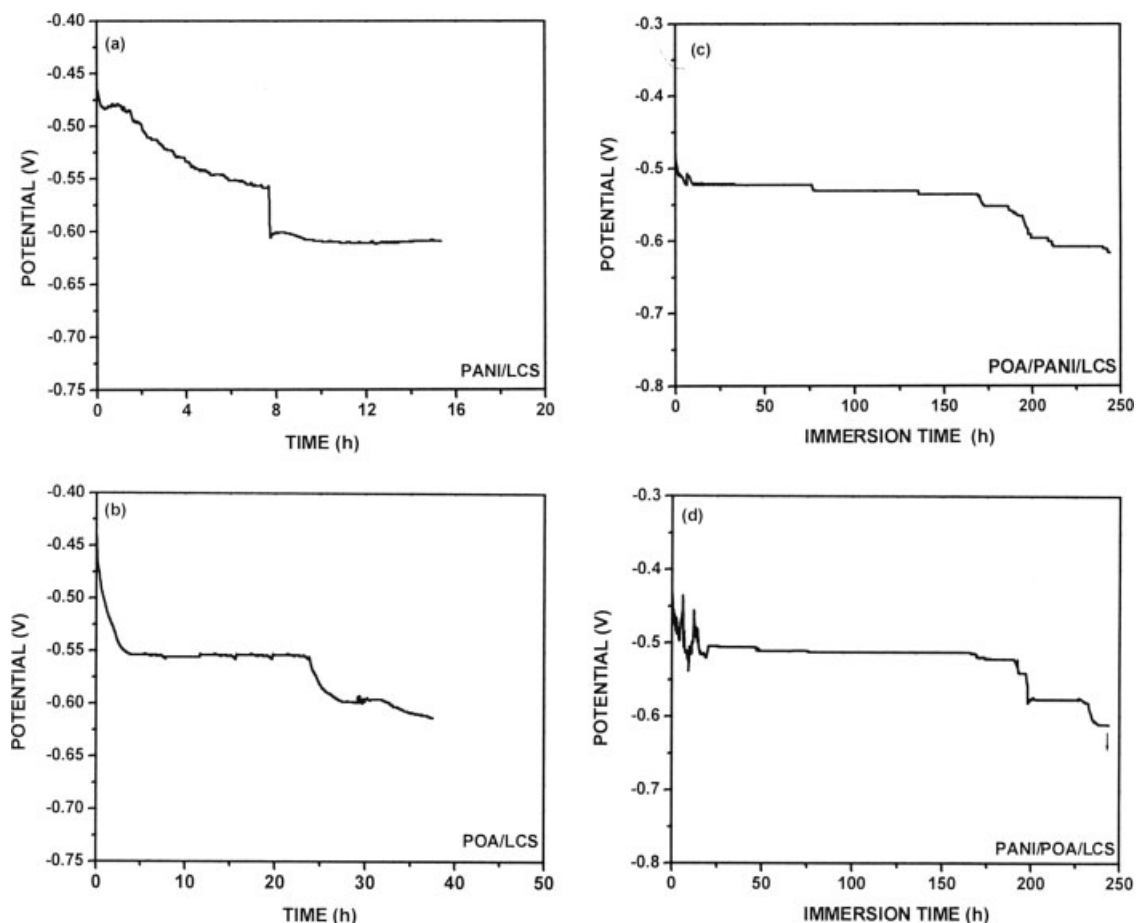 (a)
POTENTIAL (V)
-0.40
-0.45
-0.50
-0.55
-0.60
-0.65
-0.70
-0.75
0 4 8 12 16 20
TIME (h)
PANI/LCS
(c)
POTENTIAL (V)
-0.3
-0.4
-0.5
-0.6
-0.7
-0.8
0 50 100 150 200 250
IMMERSION TIME (h)
POA/PANI/LCS
(b)
POTENTIAL (V)
-0.40
-0.45
-0.50
-0.55
-0.60
-0.65
-0.70
-0.75
0 10 20 30 40 50
TIME (h)
POA/LCS
(d)
POTENTIAL (V)
-0.3
-0.4
-0.5
-0.6
-0.7
-0.8
0 50 100 150 200 250
IMMERSION TIME (h)
PANI/POA/LCS